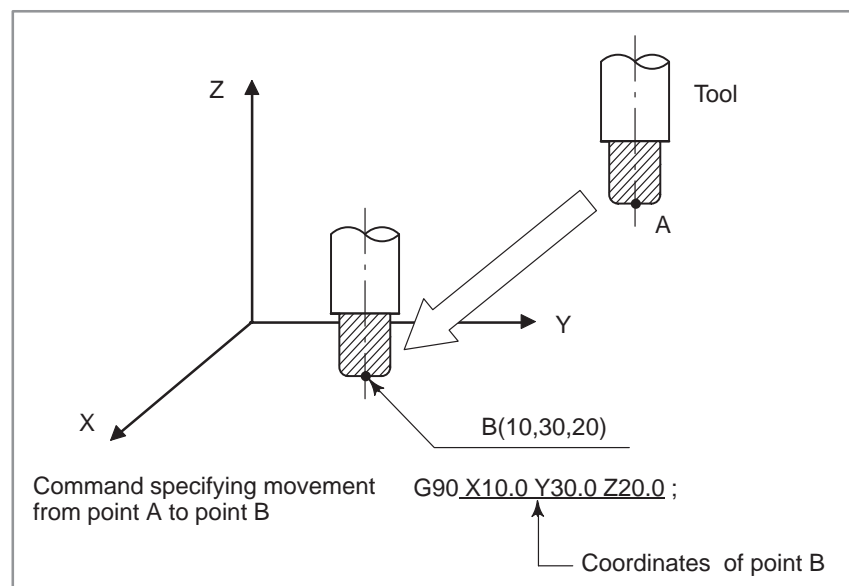 Z
Tool
A
Y
X
B(10,30,20)
Command specifying movement
from point A to point B
G90 X10.0 Y30.0 Z20.0 ;
Coordinates of point B